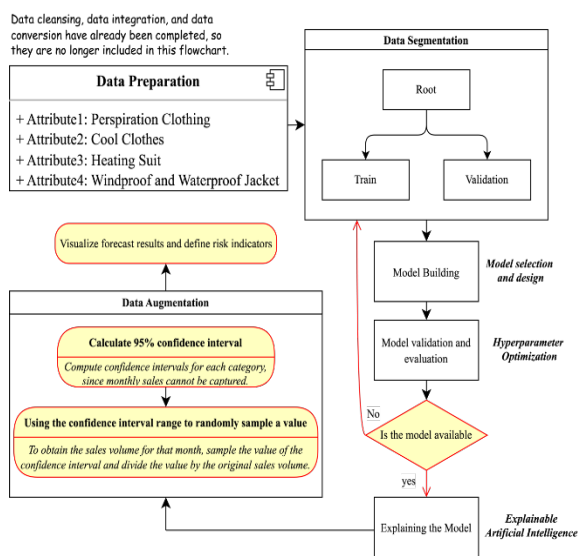 Data cleansing, data integration, and data
conversion have already been completed, so
they are no longer included in this flowchart.
Data Preparation
+ Attribute1: Perspiration Clothing
+ Attribute2: Cool Clothes
+ Attribute3: Heating Suit
+ Attribute4: Windproof and Waterproof Jacket
Data Segmentation
Root
Train
Validation
Model Building
Model selection
and design
Model validation and
evaluation
Hyperparameter
Optimization
No
Is the model available
yes
Explaining the Model
Explainable
Artificial Intelligence
Visualize forecast results and define risk indicators
Data Augmentation
Calculate 95% confidence interval
Compute confidence intervals for each category,
since monthly sales cannot be captured.
Using the confidence interval range to randomly sample a value
To obtain the sales volume for that month, sample the value of the
confidence interval and divide the value by the original sales volume.